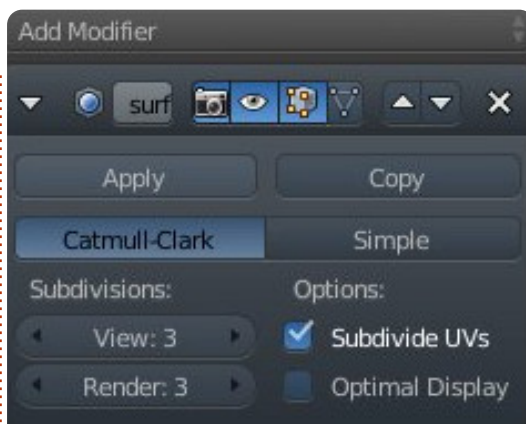 Add Modifier
surf
Apply Copy
Catmull-Clark Simple
Subdivisions: Options:
View: 3 Subdivide UVs
Render: 3 Optimal Display